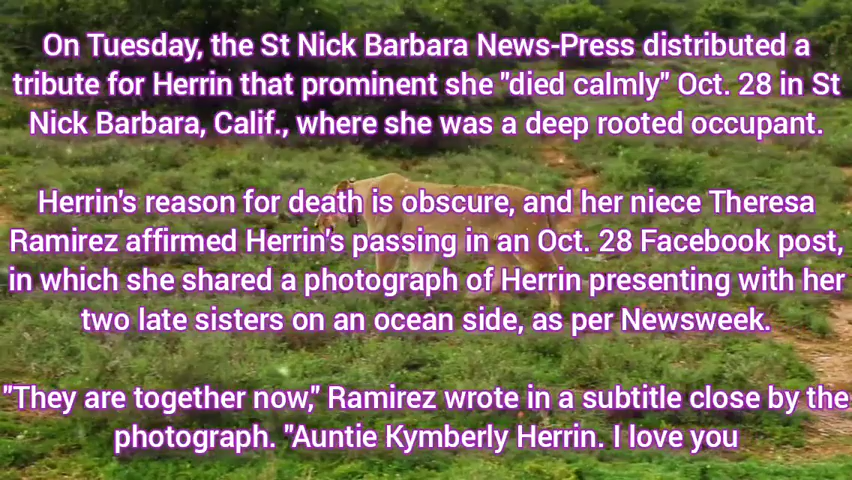 On Tuesday, the St Nick Barbara News-Press distributed a
tribute for Herrin that prominent she "died calmly" Oct. 28 in St
Nick Barbara, Calif., where she was a deep rooted occupant.
Herrin's reason for death is obscure, and her niece Theresa
Ramirez affirmed Herrin's passing in an Oct. 28 Facebook post,
in which she shared a photograph of Herrin presenting with her
two late sisters on an ocean side, as per Newsweek.
"They are together now," Ramirez wrote in a subtitle close by the
photograph. "Auntie Kymberly Herrin. I love you